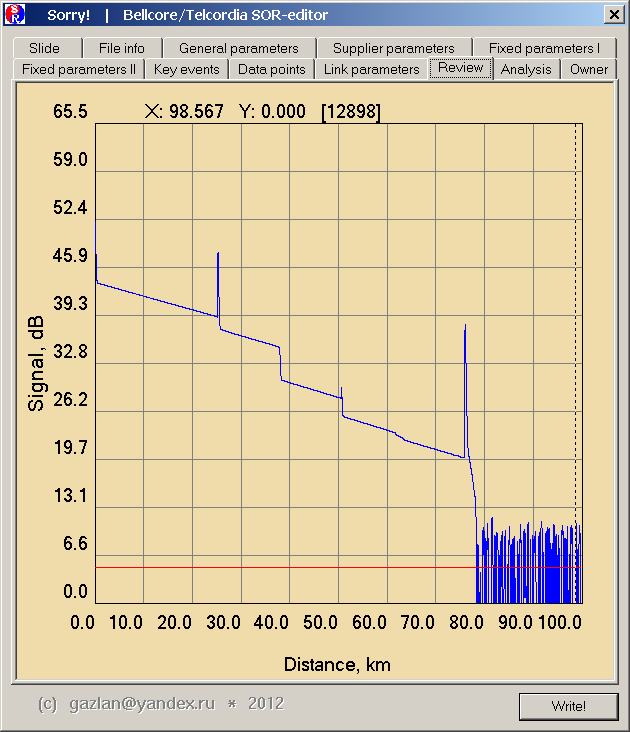 SOR
Sorry! | Bellcore/Telcordia SOR-editor
Slide File info General parameters Supplier parameters Fixed parameters I
Fixed parameters II Key events Data points Link parameters Review Analysis Owner
X: 98.567 Y: 0.000 [12898]
65.5
59.0
52.4
45.9
39.3
32.8
26.2
19.7
13.1
6.6
0.0
Signal, dB
0.0 10.0 20.0 30.0 40.0 50.0 60.0 70.0 80.0 90.0 100.0
Distance, km
(c) gazlan@yandex.ru * 2012
Write!